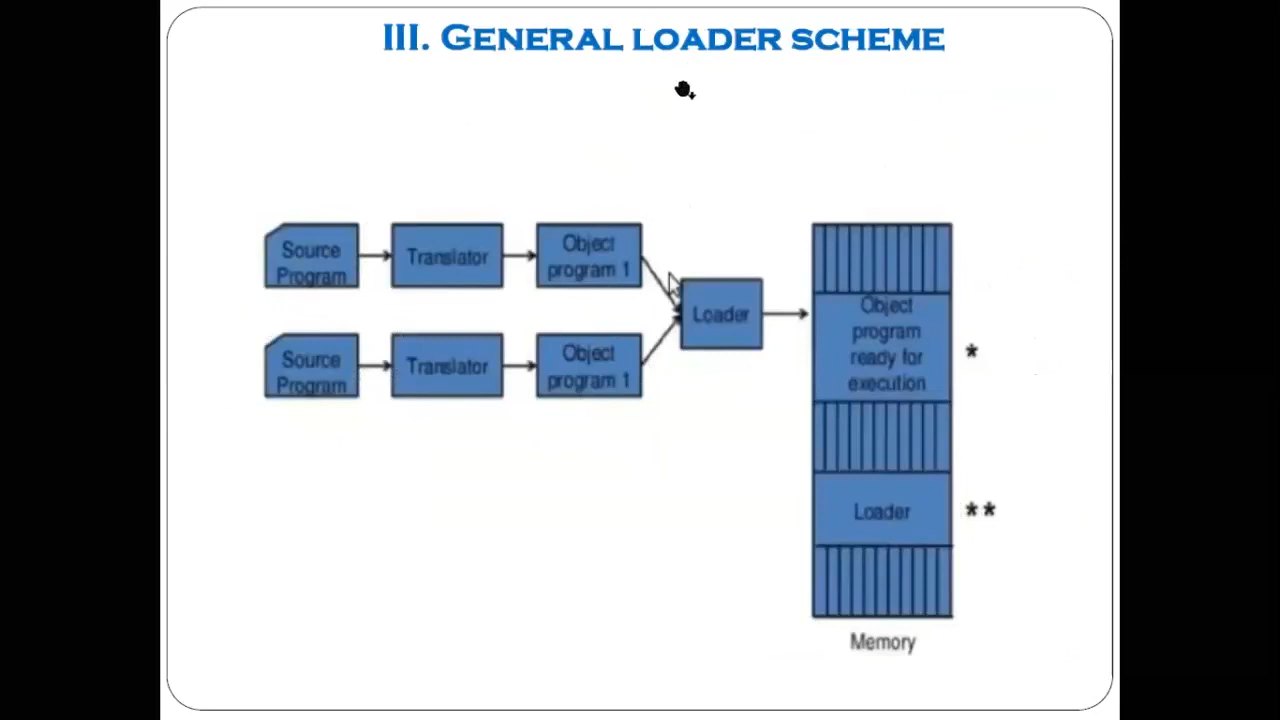 III. GENERAL LOADER SCHEME
Source
Program
Translator
Object
program 1
Source
Program
Translator
Object
program 1
Loader
Object
program
ready for
execution
*
Loader
**
Memory